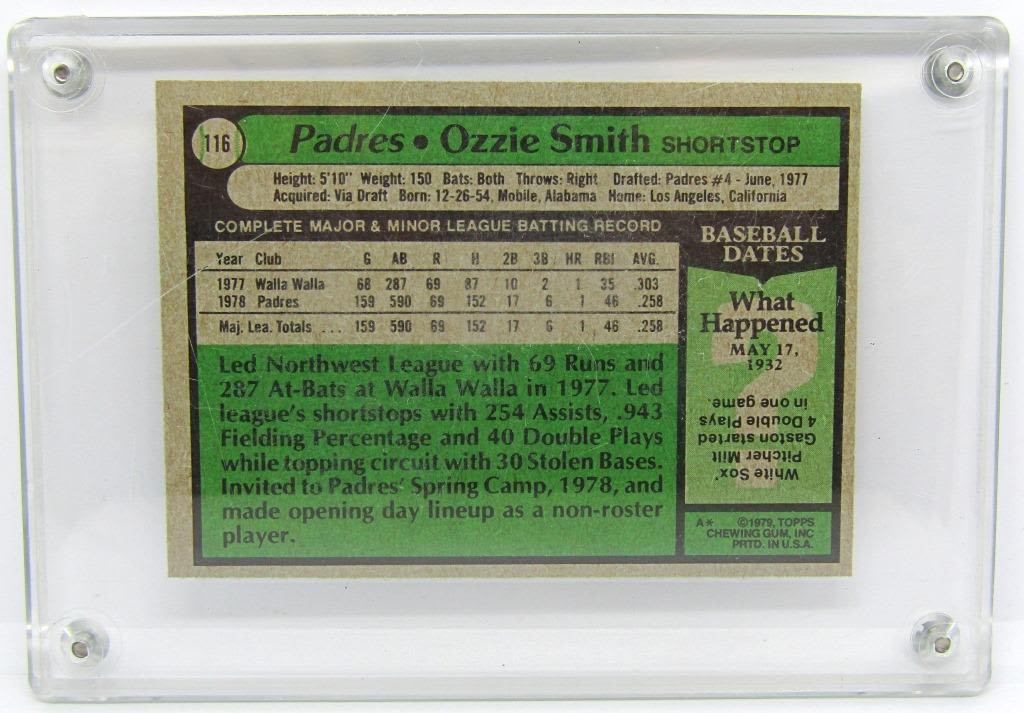 116
Padres • Ozzie Smith SHORTSTOP
Height: 5'10" Weight: 150 Bats: Both Throws: Right Drafted: Padres #4 - June, 1977
Acquired: Via Draft Born: 12-26-54, Mobile, Alabama Home: Los Angeles, California
COMPLETE MAJOR & MINOR LEAGUE BATTING RECORD
Year Club G AB R H 2B 3B HR RBI AVG.
1977 Walla Walla 68 287 69 87 10 2 1 35 .303
1978 Padres 159 590 69 152 17 6 1 46 .258
Maj. Lea. Totals ... 159 590 69 152 17 6 1 46 .258
Led Northwest League with 69 Runs and
287 At-Bats at Walla Walla in 1977. Led
league's shortstops with 254 Assists, .943
Fielding Percentage and 40 Double Plays
while topping circuit with 30 Stolen Bases.
Invited to Padres' Spring Camp, 1978, and
made opening day lineup as a non-roster
player.
BASEBALL
DATES
What
Happened
MAY 17,
1932
White Sox'
Pitcher Milt
Gaston started
4 Double Plays
in one game.
A* ©1979, TOPPS
CHEWING GUM, INC
PRTD. IN U.S.A.